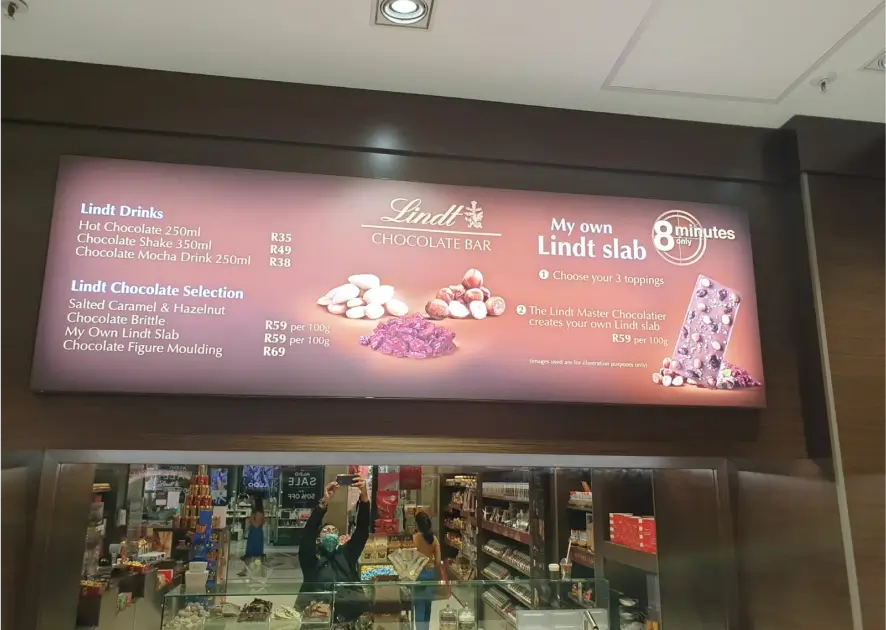 Lindt Drinks
Hot Chocolate 250ml R35
Chocolate Shake 350ml R49
Chocolate Mocha Drink 250ml R38
Lindt Chocolate Selection
Salted Caramel & Hazelnut
Chocolate Brittle R59 per 100g
My Own Lindt Slab R59 per 100g
Chocolate Figure Moulding R69
Lindt
CHOCOLATE BAR
My own
Lindt slab
8 minutes
only
1 Choose your 3 toppings
2 The Lindt Master Chocolatier
creates your own Lindt slab
R59 per 100g
(images used are for illustration purposes only)
SALE
50% OFF